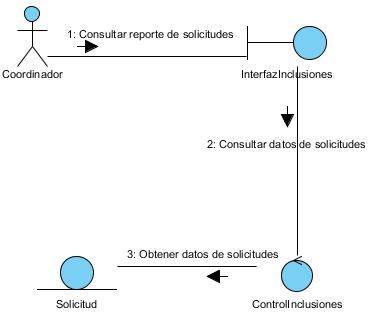 1: Consultar reporte de solicitudes
Coordinador
InterfazInclusiones
2: Consultar datos de solicitudes
3: Obtener datos de solicitudes
Solicitud
ControlInclusiones